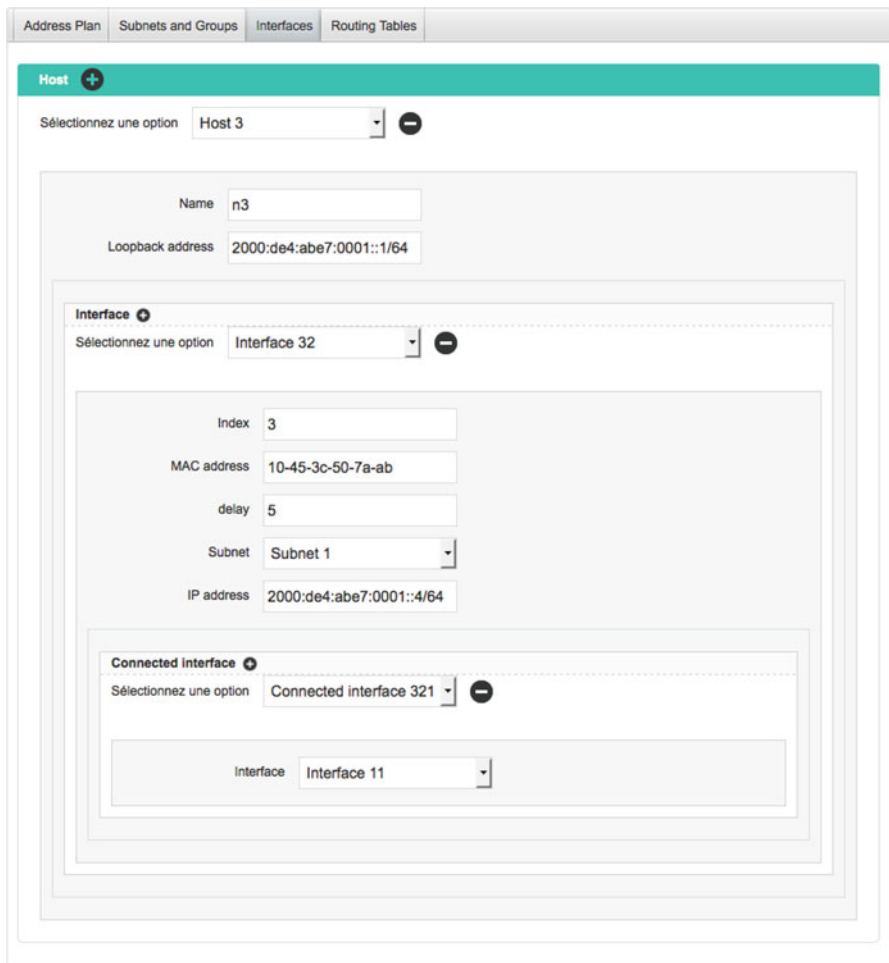 Address Plan Subnets and Groups Interfaces Routing Tables
Host
Sélectionnez une option Host 3
Name n3
Loopback address 2000:de4:abe7:0001::1/64
Interface
Sélectionnez une option Interface 32
Index 3
MAC address 10-45-3c-50-7a-ab
delay 5
Subnet Subnet 1
IP address 2000:de4:abe7:0001::4/64
Connected interface
Sélectionnez une option Connected interface 321
Interface Interface 11